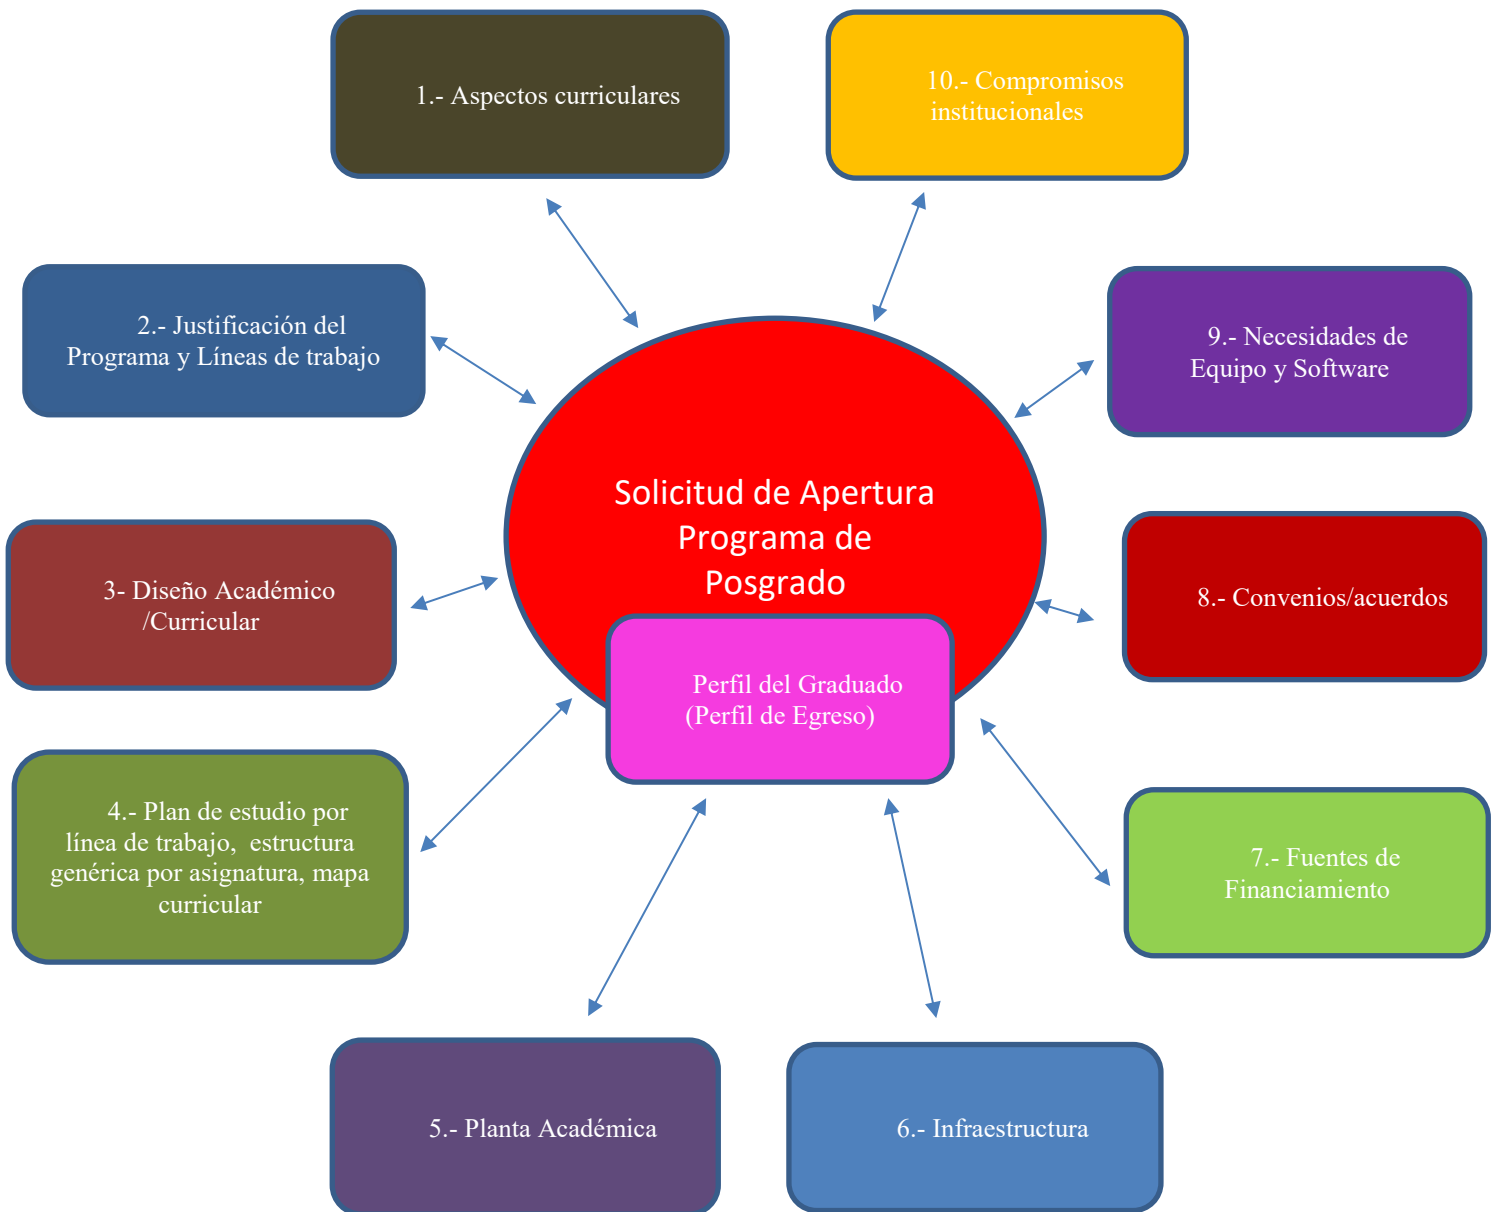 1.- Aspectos curriculares
10.- Compromisos
institucionales
2.- Justificación del
Programa y Líneas de trabajo
9.- Necesidades de
Equipo y Software
Solicitud de Apertura
Programa de
Posgrado
3- Diseño Académico
/Curricular
8.- Convenios/acuerdos
Perfil del Graduado
(Perfil de Egreso)
4.- Plan de estudio por
línea de trabajo,  estructura
genérica por asignatura, mapa
curricular
7.- Fuentes de
Financiamiento
5.- Planta Académica
6.- Infraestructura